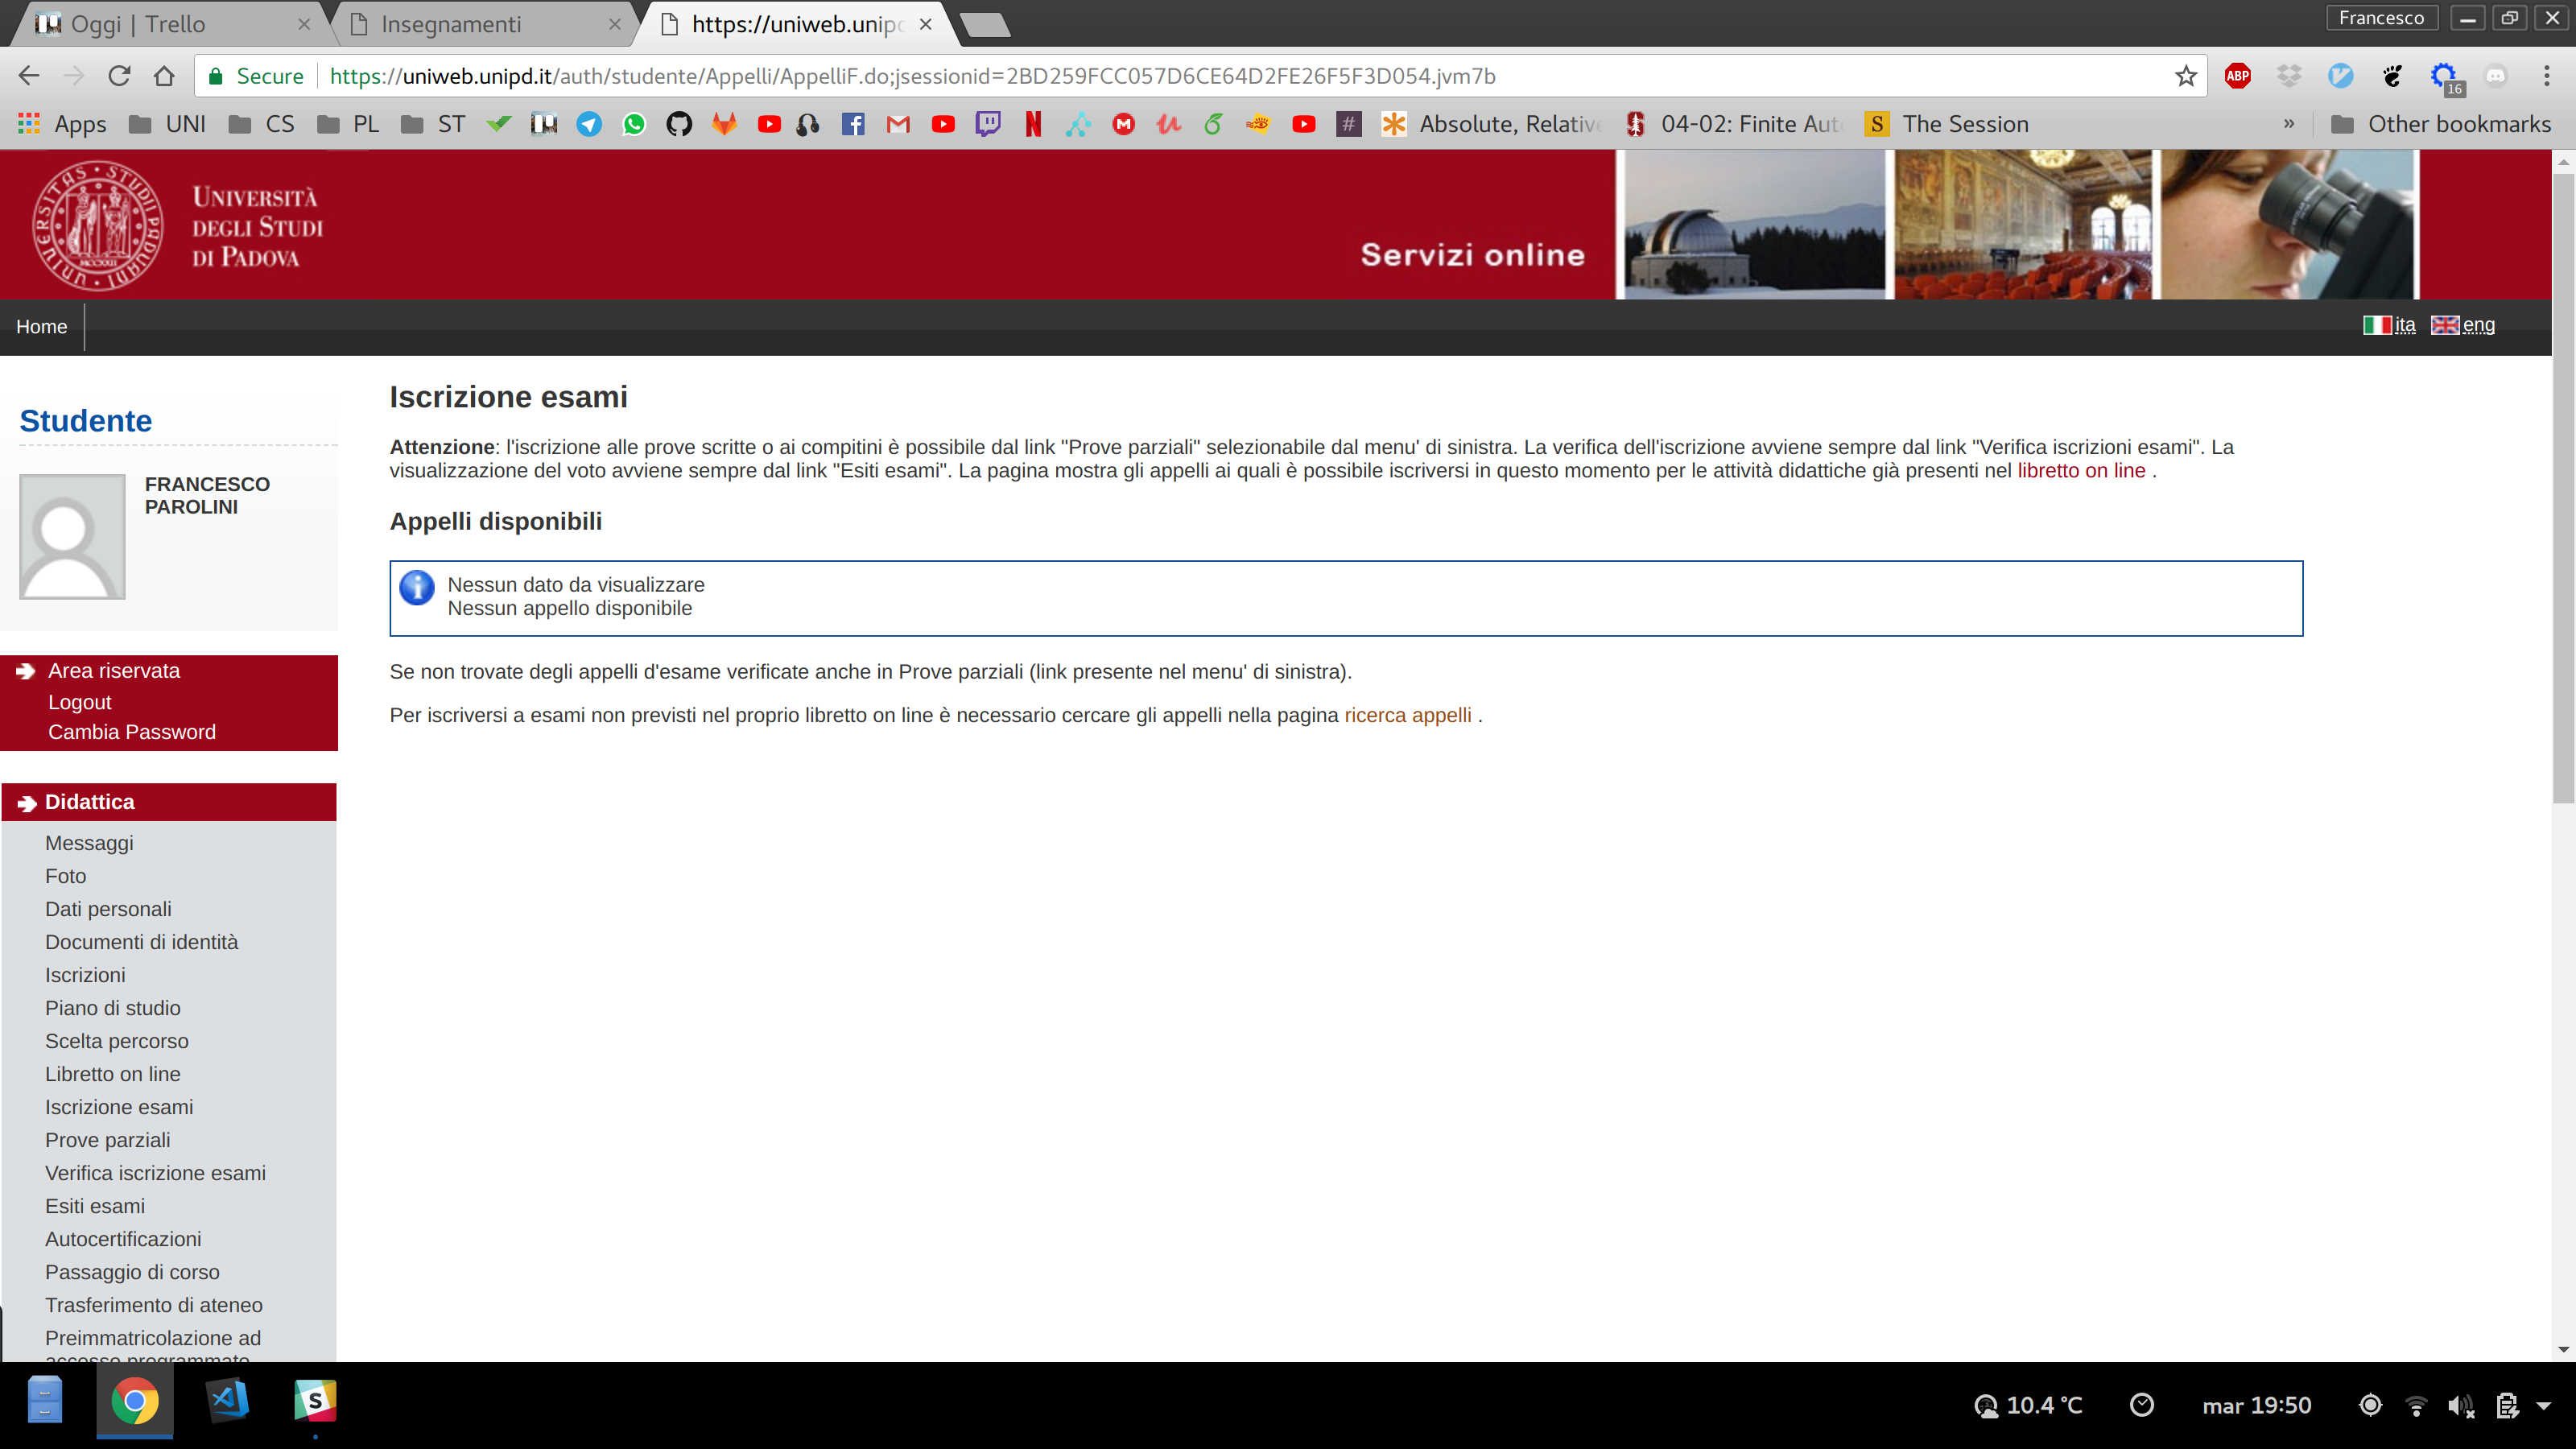 Oggi | Trello
Insegnamenti
https://uniweb.unipd
Francesco
Secure
https://uniweb.unipd.it/auth/studente/Appelli/AppelliF.do;jsessionid=2BD259FCC057D6CE64D2FE26F5F3D054.jvm7b
ABP
16
Apps
UNI
CS
PL
ST
Absolute, Relative
04-02: Finite Auto
S
The Session
»
Other bookmarks
UNIVERSITÀ
DEGLI STUDI
DI PADOVA
Servizi online
Home
ita
eng
Studente
FRANCESCO
PAROLINI
Area riservata
Logout
Cambia Password
Didattica
Messaggi
Foto
Dati personali
Documenti di identità
Iscrizioni
Piano di studio
Scelta percorso
Libretto on line
Iscrizione esami
Prove parziali
Verifica iscrizione esami
Esiti esami
Autocertificazioni
Passaggio di corso
Trasferimento di ateneo
Preimmatricolazione ad
accesso programmato
Iscrizione esami
Attenzione: l'iscrizione alle prove scritte o ai compitini è possibile dal link "Prove parziali" selezionabile dal menu' di sinistra. La verifica dell'iscrizione avviene sempre dal link "Verifica iscrizioni esami". La
visualizzazione del voto avviene sempre dal link "Esiti esami". La pagina mostra gli appelli ai quali è possibile iscriversi in questo momento per le attività didattiche già presenti nel libretto on line .
Appelli disponibili
Nessun dato da visualizzare
Nessun appello disponibile
Se non trovate degli appelli d'esame verificate anche in Prove parziali (link presente nel menu' di sinistra).
Per iscriversi a esami non previsti nel proprio libretto on line è necessario cercare gli appelli nella pagina ricerca appelli .
10.4 °C
mar 19:50